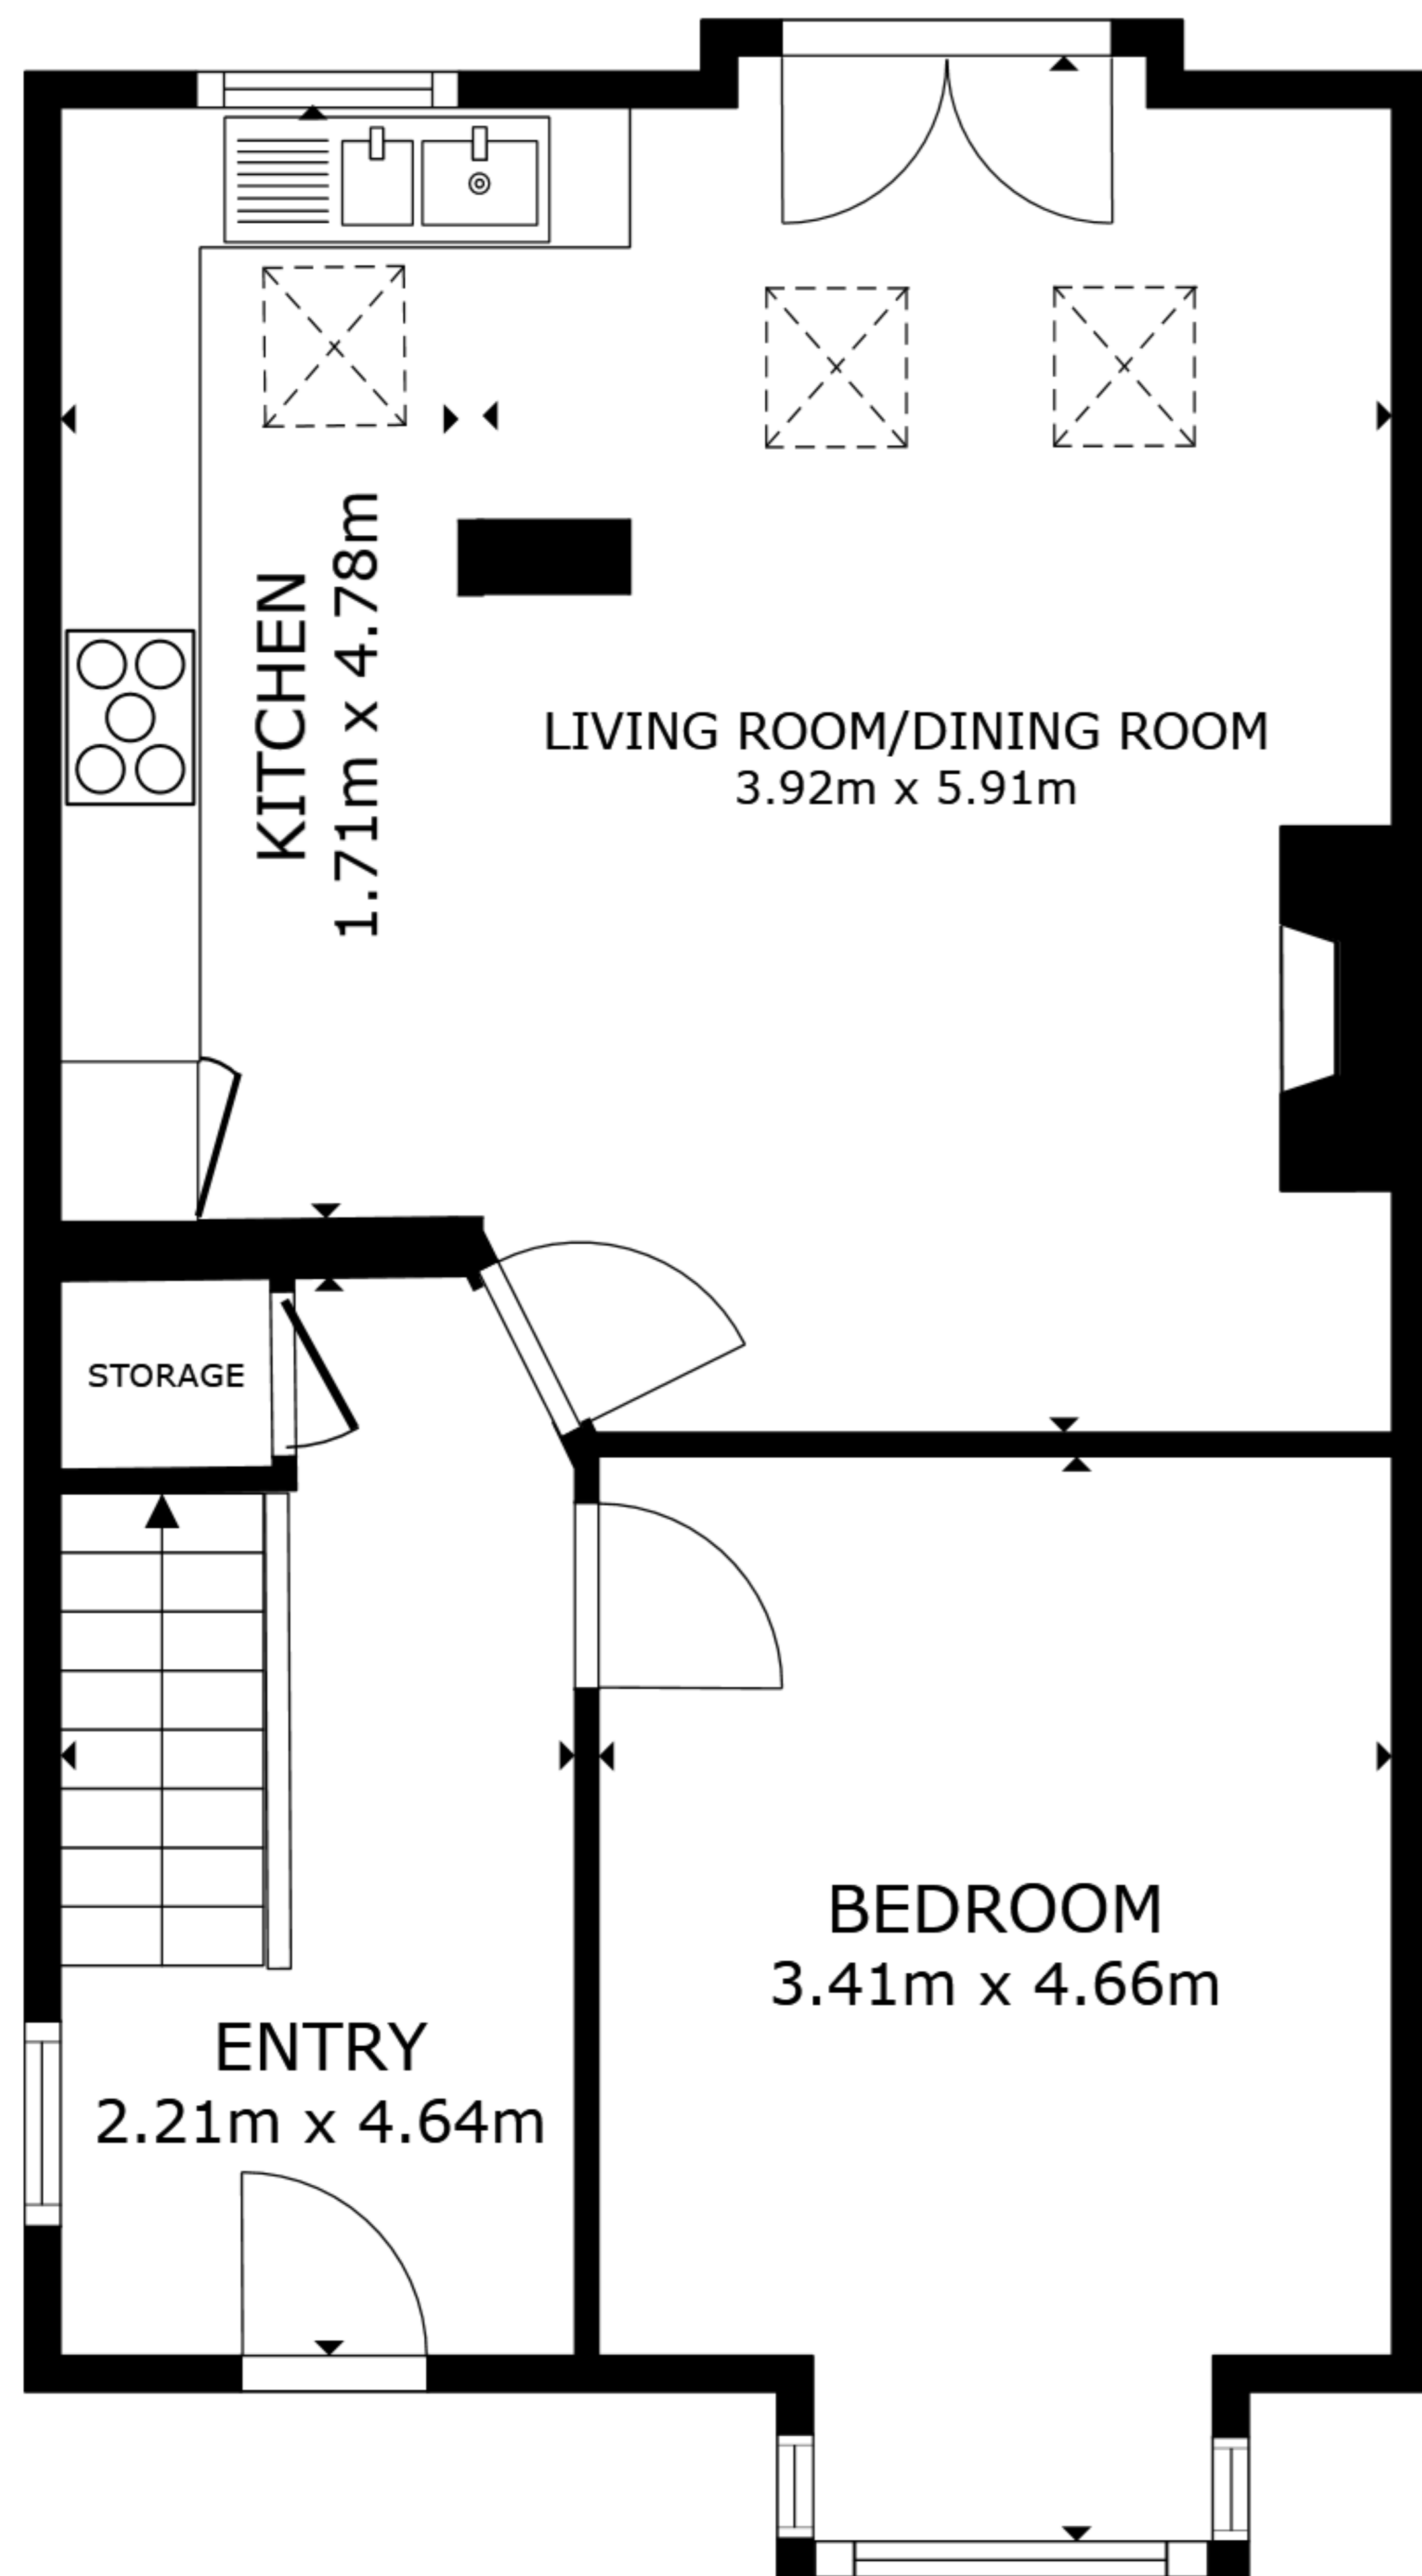 KITCHEN
1.71m x 4.78m
LIVING ROOM/DINING ROOM
3.92m x 5.91m
STORAGE
BEDROOM
3.41m x 4.66m
ENTRY
2.21m x 4.64m